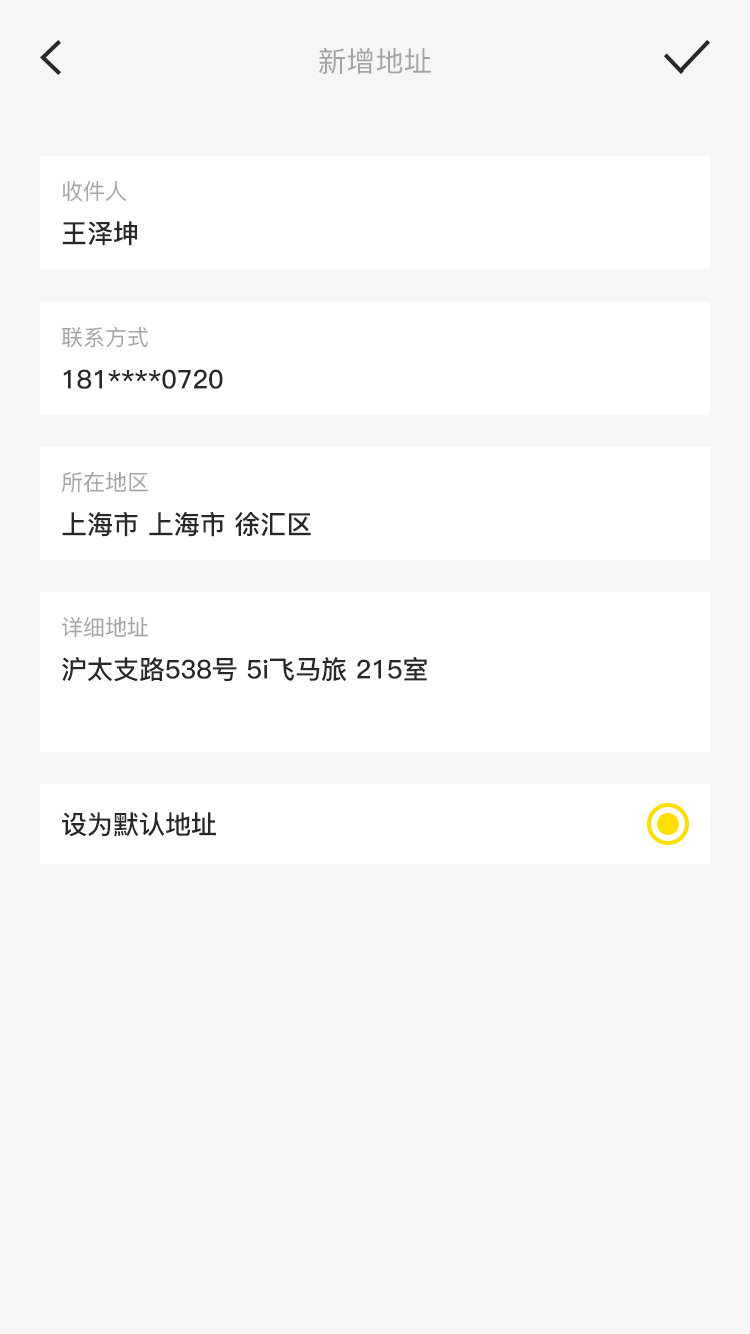 新增地址
收件人
王泽坤
联系方式
181****0720
所在地区
上海市 上海市 徐汇区
详细地址
沪太支路538号 5i飞马旅 215室
设为默认地址